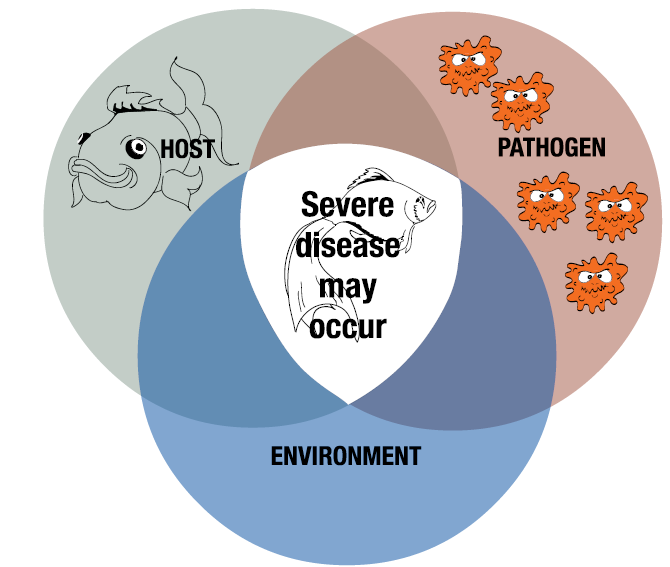 HOST
PATHOGEN
Severe
disease
may
occur
ENVIRONMENT